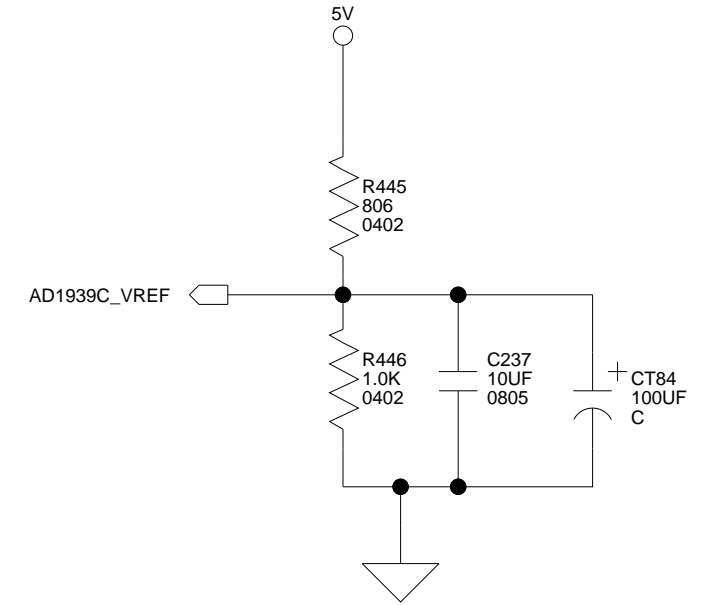 5V
R445
806
0402
AD1939C_VREF
R446
1.0K
0402
C237
10UF
0805
CT84
100UF
C